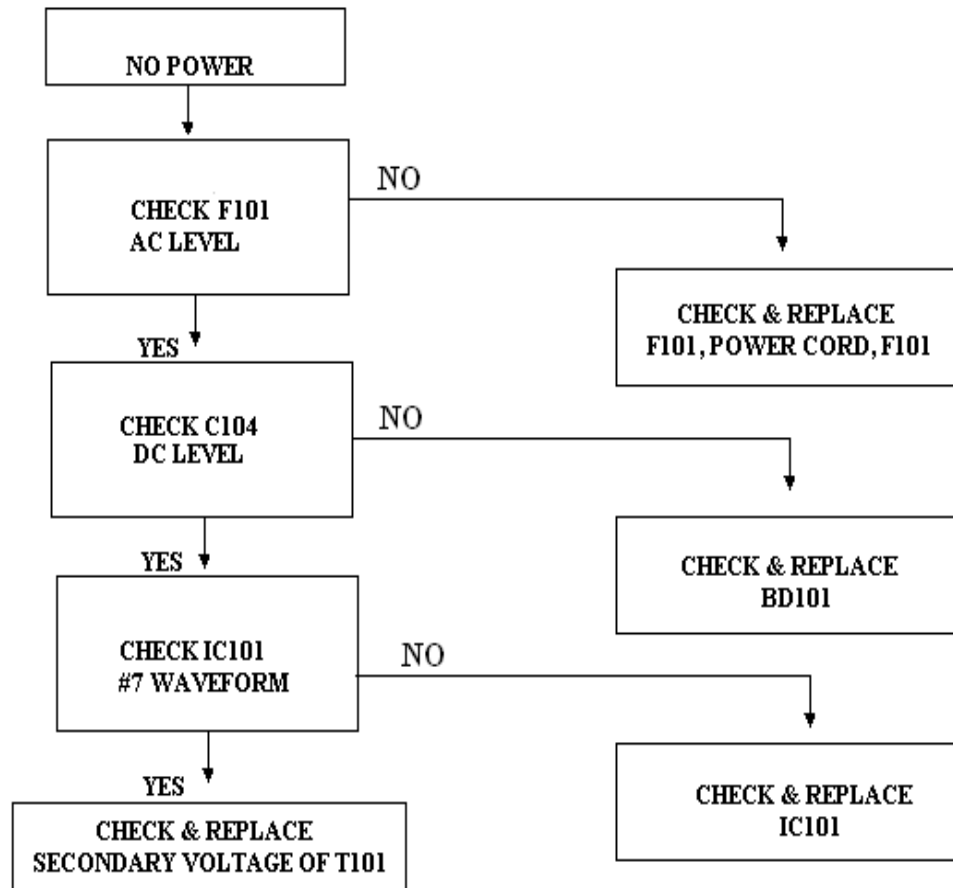 NO POWER
CHECK F101
AC LEVEL
NO
CHECK & REPLACE
F101, POWER CORD, F101
YES
CHECK C104
DC LEVEL
NO
CHECK & REPLACE
BD101
YES
CHECK IC101
#7 WAVEFORM
NO
CHECK & REPLACE
IC101
YES
CHECK & REPLACE
SECONDARY VOLTAGE OF T101